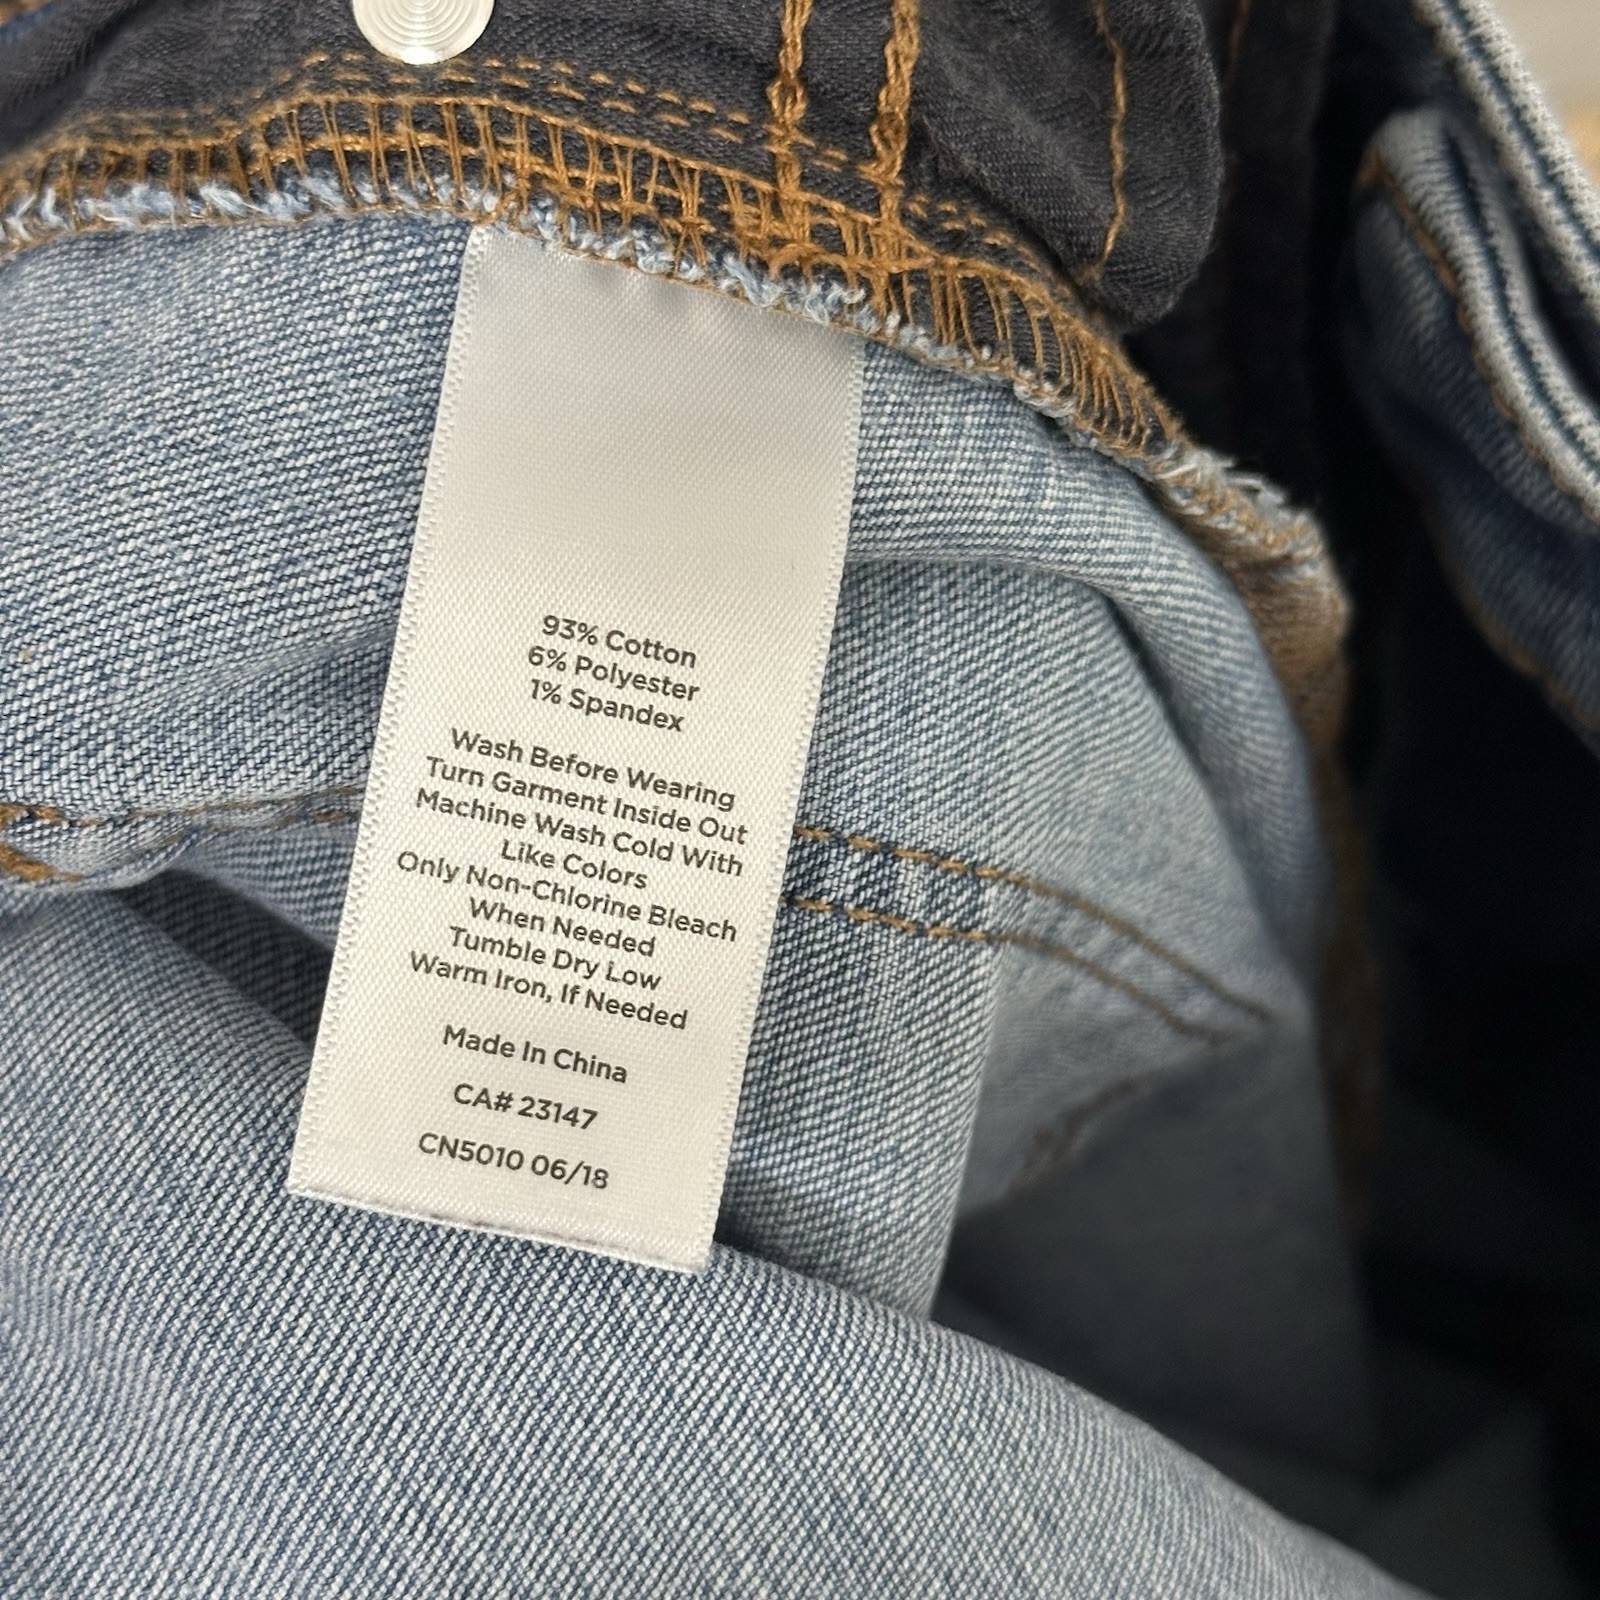 93% Cotton
6% Polyester
1% Spandex
Wash Before Wearing
Turn Garment Inside Out
Machine Wash Cold With
Like Colors
Only Non-Chlorine Bleach
When Needed
Tumble Dry Low
Warm Iron, If Needed
Made In China
CA# 23147
CN5010 06/18